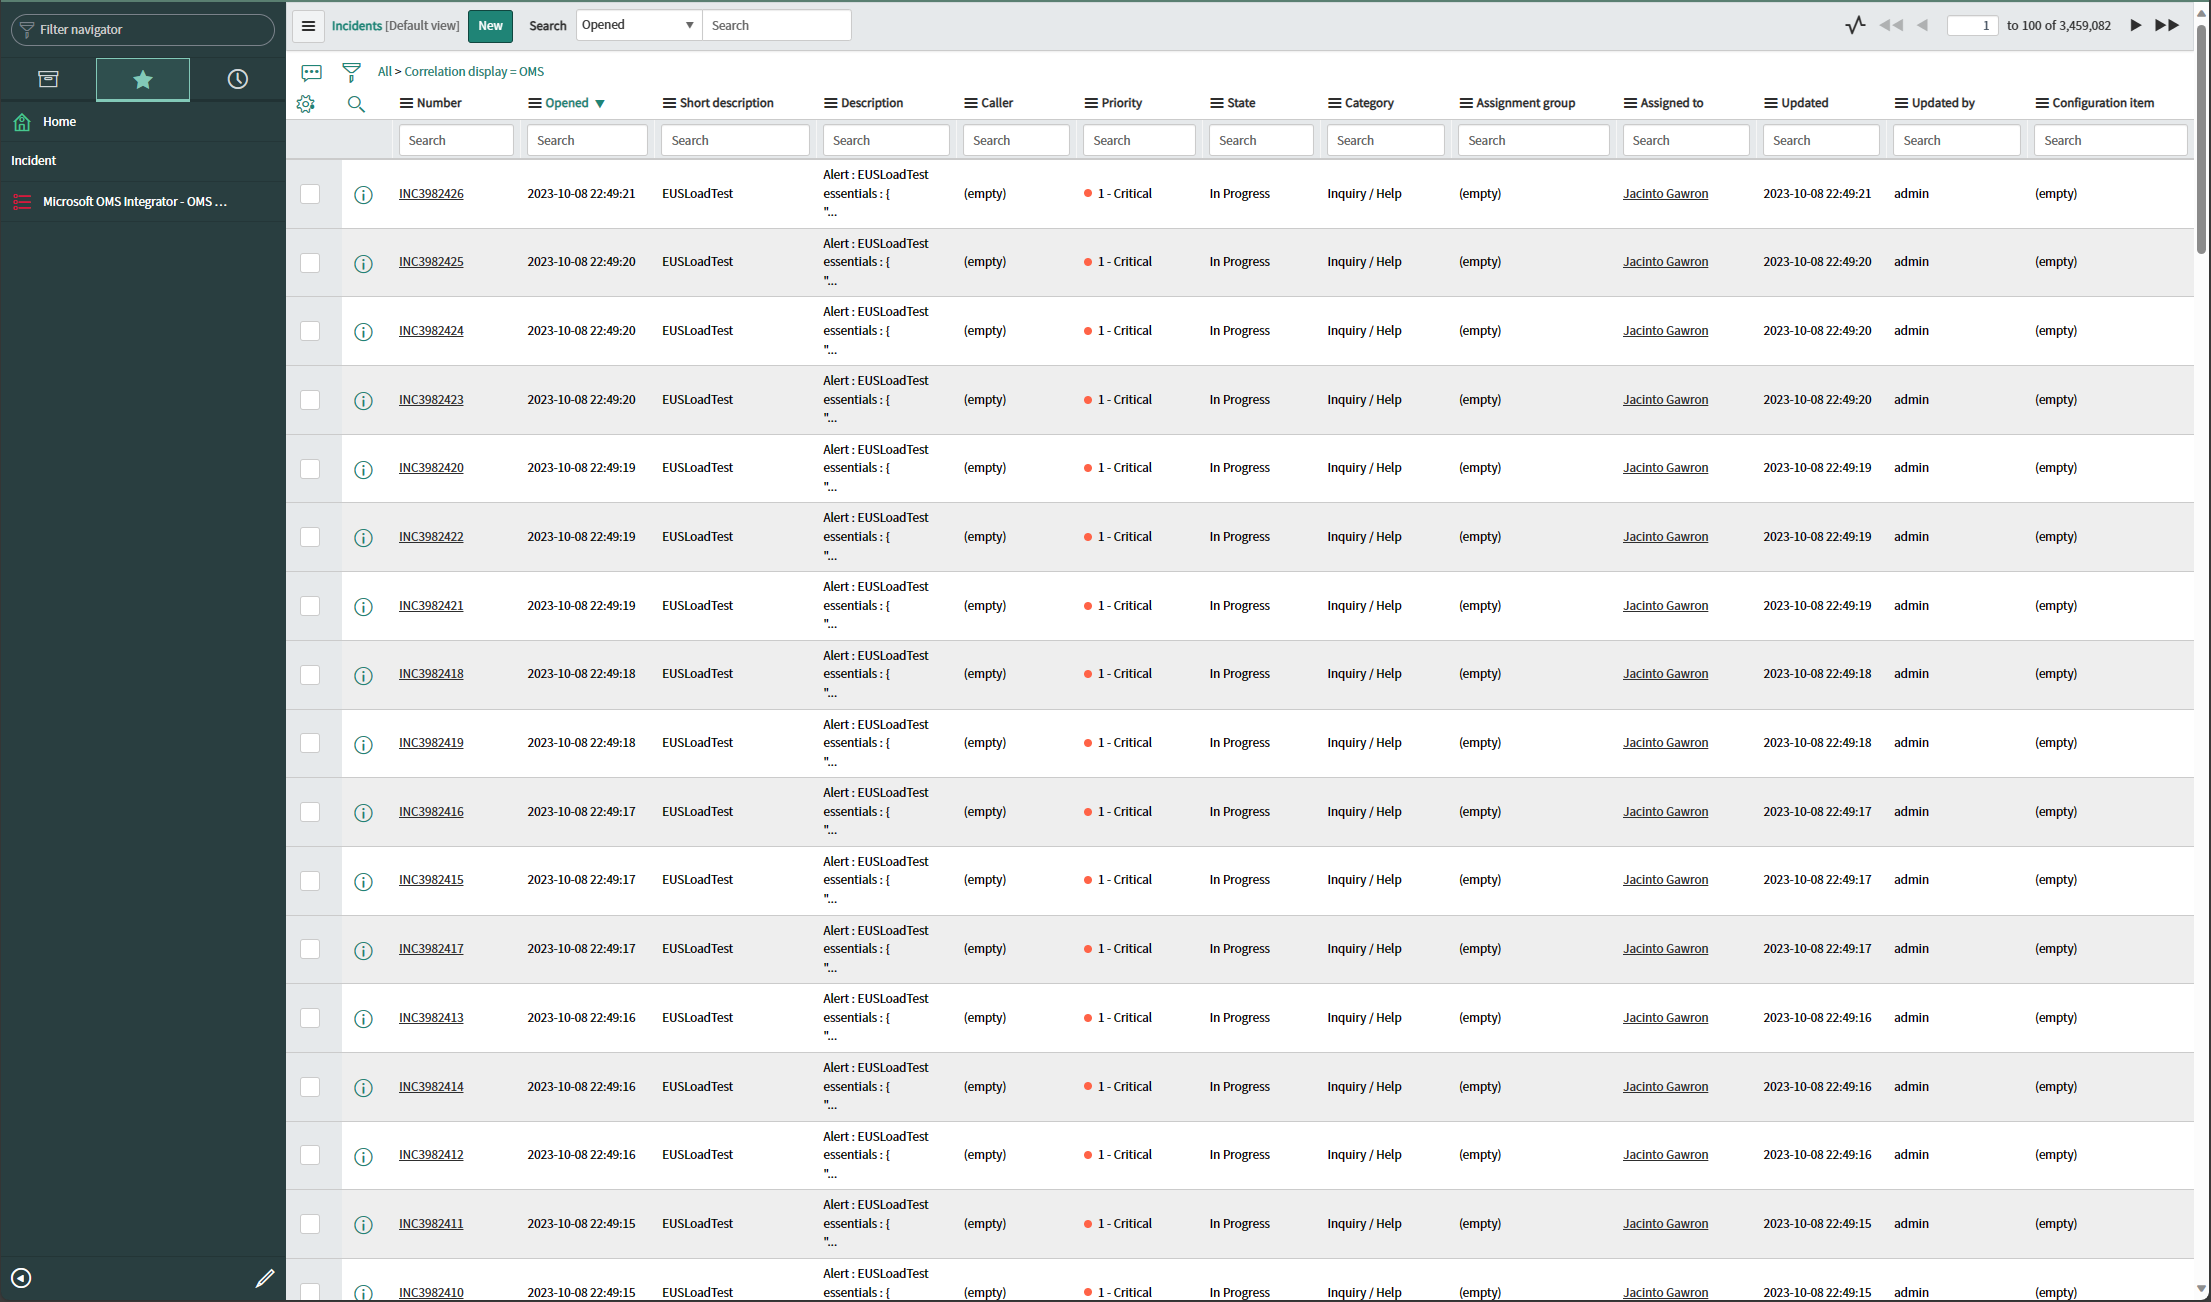 Filter navigator
Home
Incident
Microsoft OMS Integrator - OMS ...
Incidents [Default view] New Search Opened Search 1 to 100 of 3,459,082
All > Correlation display = OMS
Number Opened Short description Description Caller Priority State Category Assignment group Assigned to Updated Updated by Configuration item
Search Search Search Search Search Search Search Search Search Search Search Search Search
Alert : EUSLoadTest
INC3982426 2023-10-08 22:49:21 EUSLoadTest essentials : { (empty) 1 - Critical In Progress Inquiry / Help (empty) Jacinto Gawron 2023-10-08 22:49:21 admin (empty)
"...
Alert : EUSLoadTest
INC3982425 2023-10-08 22:49:20 EUSLoadTest essentials : { (empty) 1 - Critical In Progress Inquiry / Help (empty) Jacinto Gawron 2023-10-08 22:49:20 admin (empty)
"...
Alert : EUSLoadTest
INC3982424 2023-10-08 22:49:20 EUSLoadTest essentials : { (empty) 1 - Critical In Progress Inquiry / Help (empty) Jacinto Gawron 2023-10-08 22:49:20 admin (empty)
"...
Alert : EUSLoadTest
INC3982423 2023-10-08 22:49:20 EUSLoadTest essentials : { (empty) 1 - Critical In Progress Inquiry / Help (empty) Jacinto Gawron 2023-10-08 22:49:20 admin (empty)
"...
Alert : EUSLoadTest
INC3982420 2023-10-08 22:49:19 EUSLoadTest essentials : { (empty) 1 - Critical In Progress Inquiry / Help (empty) Jacinto Gawron 2023-10-08 22:49:19 admin (empty)
"...
Alert : EUSLoadTest
INC3982422 2023-10-08 22:49:19 EUSLoadTest essentials : { (empty) 1 - Critical In Progress Inquiry / Help (empty) Jacinto Gawron 2023-10-08 22:49:19 admin (empty)
"...
Alert : EUSLoadTest
INC3982421 2023-10-08 22:49:19 EUSLoadTest essentials : { (empty) 1 - Critical In Progress Inquiry / Help (empty) Jacinto Gawron 2023-10-08 22:49:19 admin (empty)
"...
Alert : EUSLoadTest
INC3982418 2023-10-08 22:49:18 EUSLoadTest essentials : { (empty) 1 - Critical In Progress Inquiry / Help (empty) Jacinto Gawron 2023-10-08 22:49:18 admin (empty)
"...
Alert : EUSLoadTest
INC3982419 2023-10-08 22:49:18 EUSLoadTest essentials : { (empty) 1 - Critical In Progress Inquiry / Help (empty) Jacinto Gawron 2023-10-08 22:49:18 admin (empty)
"...
Alert : EUSLoadTest
INC3982416 2023-10-08 22:49:17 EUSLoadTest essentials : { (empty) 1 - Critical In Progress Inquiry / Help (empty) Jacinto Gawron 2023-10-08 22:49:17 admin (empty)
"...
Alert : EUSLoadTest
INC3982415 2023-10-08 22:49:17 EUSLoadTest essentials : { (empty) 1 - Critical In Progress Inquiry / Help (empty) Jacinto Gawron 2023-10-08 22:49:17 admin (empty)
"...
Alert : EUSLoadTest
INC3982417 2023-10-08 22:49:17 EUSLoadTest essentials : { (empty) 1 - Critical In Progress Inquiry / Help (empty) Jacinto Gawron 2023-10-08 22:49:17 admin (empty)
"...
Alert : EUSLoadTest
INC3982413 2023-10-08 22:49:16 EUSLoadTest essentials : { (empty) 1 - Critical In Progress Inquiry / Help (empty) Jacinto Gawron 2023-10-08 22:49:16 admin (empty)
"...
Alert : EUSLoadTest
INC3982414 2023-10-08 22:49:16 EUSLoadTest essentials : { (empty) 1 - Critical In Progress Inquiry / Help (empty) Jacinto Gawron 2023-10-08 22:49:16 admin (empty)
"...
Alert : EUSLoadTest
INC3982412 2023-10-08 22:49:16 EUSLoadTest essentials : { (empty) 1 - Critical In Progress Inquiry / Help (empty) Jacinto Gawron 2023-10-08 22:49:16 admin (empty)
"...
Alert : EUSLoadTest
INC3982411 2023-10-08 22:49:15 EUSLoadTest essentials : { (empty) 1 - Critical In Progress Inquiry / Help (empty) Jacinto Gawron 2023-10-08 22:49:15 admin (empty)
"...
Alert : EUSLoadTest
INC3982410 2023-10-08 22:49:15 EUSLoadTest essentials : { (empty) 1 - Critical In Progress Inquiry / Help (empty) Jacinto Gawron 2023-10-08 22:49:15 admin (empty)